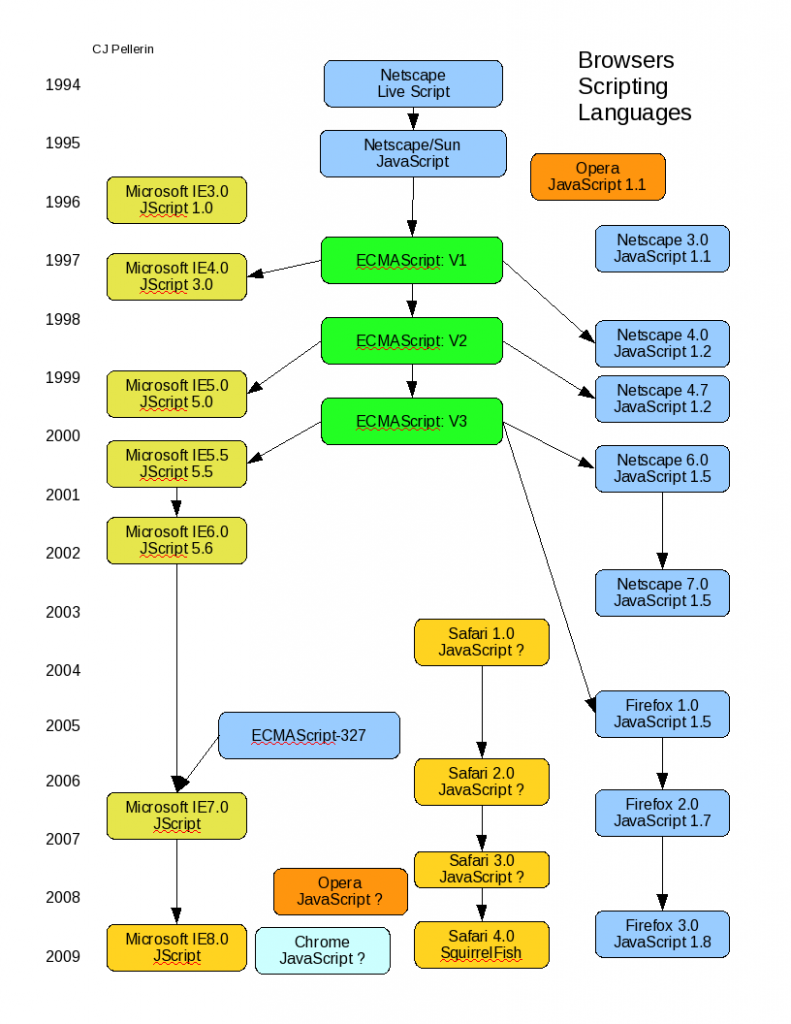 CJ Pellerin
Browsers
Scripting
Languages
1994
Netscape
Live Script
1995
Netscape/Sun
JavaScript
Opera
JavaScript 1.1
1996
Microsoft IE3.0
JScript 1.0
Netscape 3.0
JavaScript 1.1
1997
Microsoft IE4.0
JScript 3.0
ECMAScript: V1
1998
ECMAScript: V2
Netscape 4.0
JavaScript 1.2
1999
Microsoft IE5.0
JScript 5.0
Netscape 4.7
JavaScript 1.2
ECMAScript: V3
2000
Microsoft IE5.5
JScript 5.5
Netscape 6.0
JavaScript 1.5
2001
Microsoft IE6.0
JScript 5.6
2002
Netscape 7.0
JavaScript 1.5
2003
Safari 1.0
JavaScript ?
2004
Firefox 1.0
JavaScript 1.5
2005
ECMAScript-327
2006
Safari 2.0
JavaScript ?
Microsoft IE7.0
JScript
Firefox 2.0
JavaScript 1.7
2007
Safari 3.0
JavaScript ?
2008
Opera
JavaScript ?
Firefox 3.0
JavaScript 1.8
2009
Microsoft IE8.0
JScript
Chrome
JavaScript ?
Safari 4.0
SquirrelFish